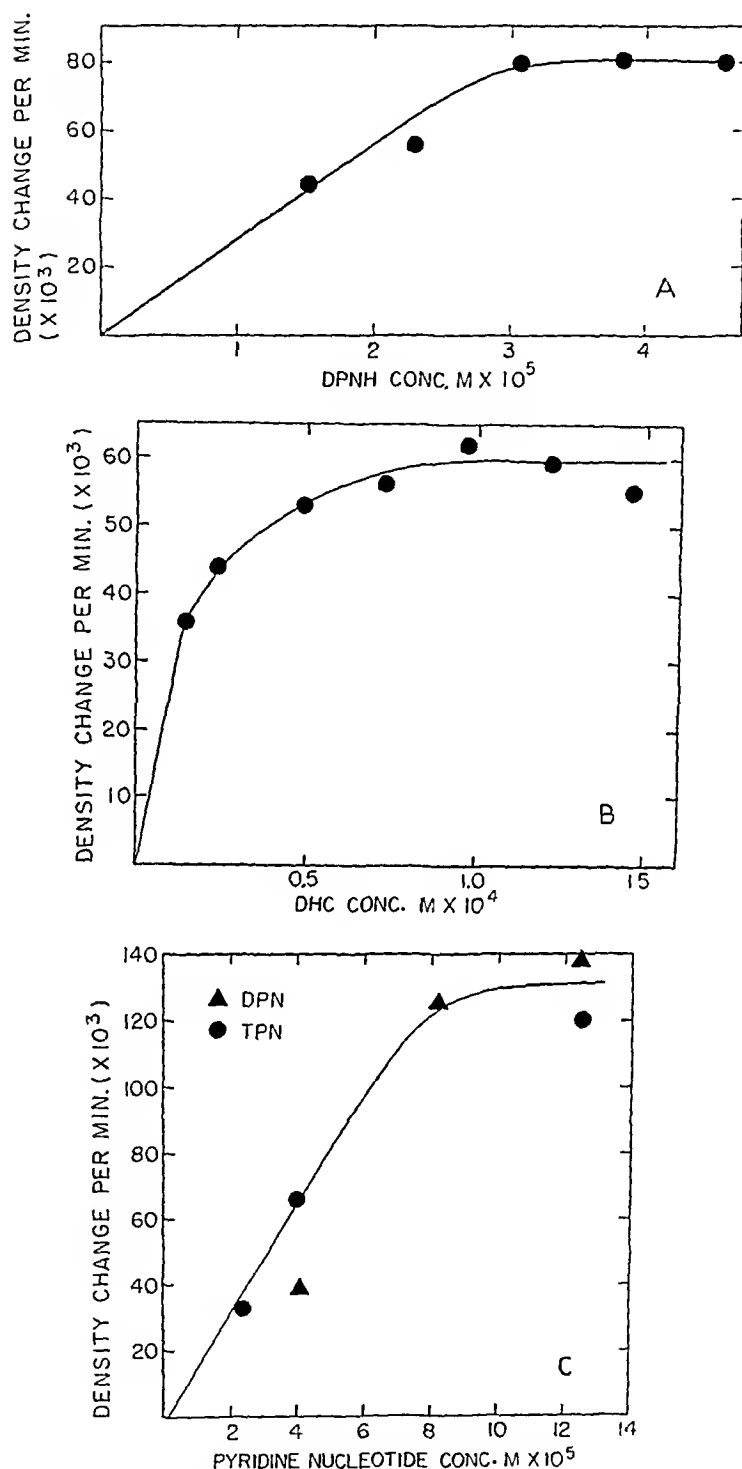 DENSITY CHANGE PER MIN.
(X 10³)
80
60
40
20
A
1 2 3 4
DPNH CONC. M X 10⁵
DENSITY CHANGE PER MIN. (X 10³)
60
50
40
30
20
10
B
0.5 1.0 15
DHC CONC. M X 10⁴
DENSITY CHANGE PER MIN. (X 10³)
140
120
100
80
60
40
20
▲ DPN
● TPN
C
2 4 6 8 10 12 14
PYRIDINE NUCLEOTIDE CONC. M X 10⁵